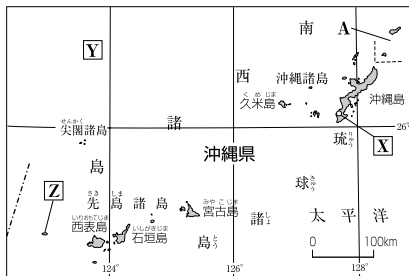 南
A
Y
西
沖縄諸島
くめじま
久米島
沖縄島
せんかく
尖閣諸島
諸
26°
沖縄県
琉
りゅう
X
島
Z
さきしま
先島諸島
球
きゅう
みやこじま
宮古島
諸
しょ
太平洋
いりおもてじま
西表島
いしがきじま
石垣島
島
とう
0 100km
124° 126° 128°